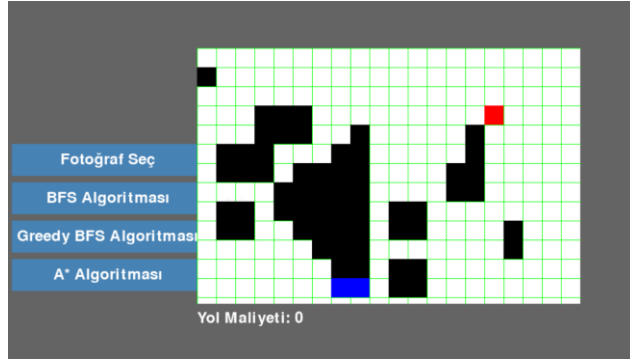 Fotoğraf Seç
BFS Algoritması
Greedy BFS Algoritması
A* Algoritması
Yol Maliyeti: 0